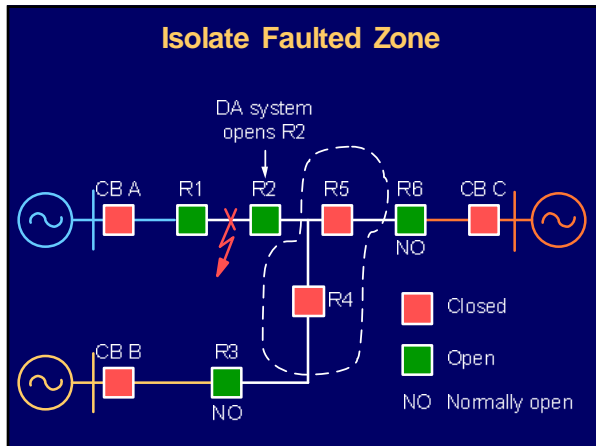 Isolate Faulted Zone
DA system
opens R2
CB A
R1
R2
R5
R6
CB C
NO
R4
Closed
CB B
R3
Open
NO
NO Normally open